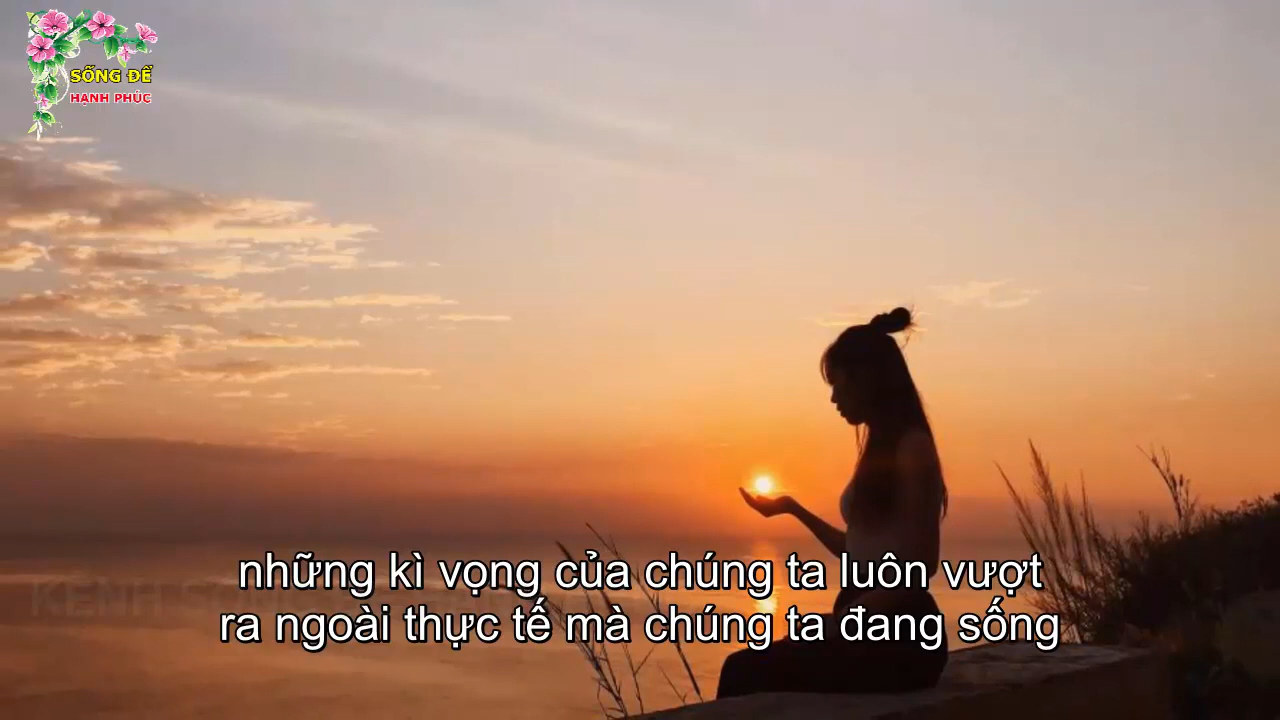 SỐNG ĐỂ
HẠNH PHÚC
những kì vọng của chúng ta luôn vượt
ra ngoài thực tế mà chúng ta đang sống